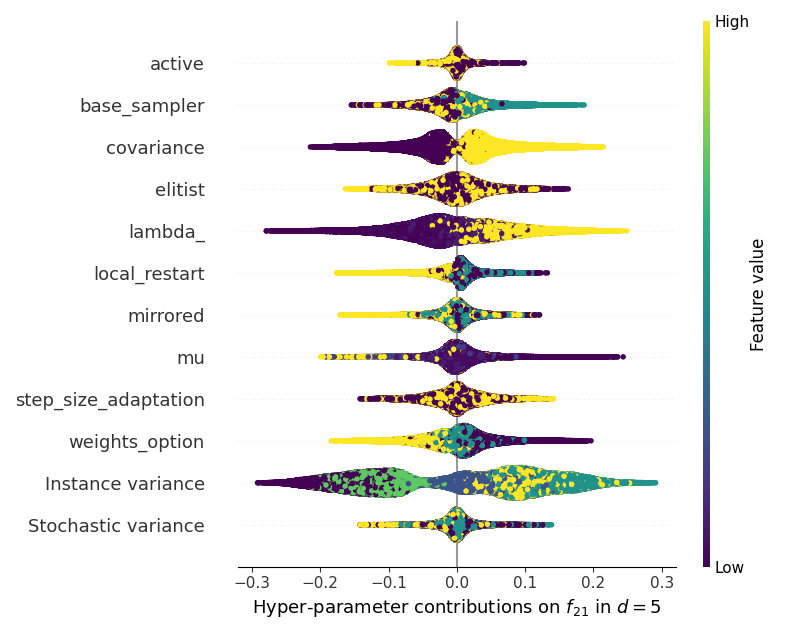 High
active
base_sampler
covariance
elitist
lambda_
local_restart
mirrored
mu
step_size_adaptation
weights_option
Instance variance
Stochastic variance
Feature value
Low
−0.3 −0.2 −0.1 0.0 0.1 0.2 0.3
Hyper-parameter contributions on f₂₁ in d = 5